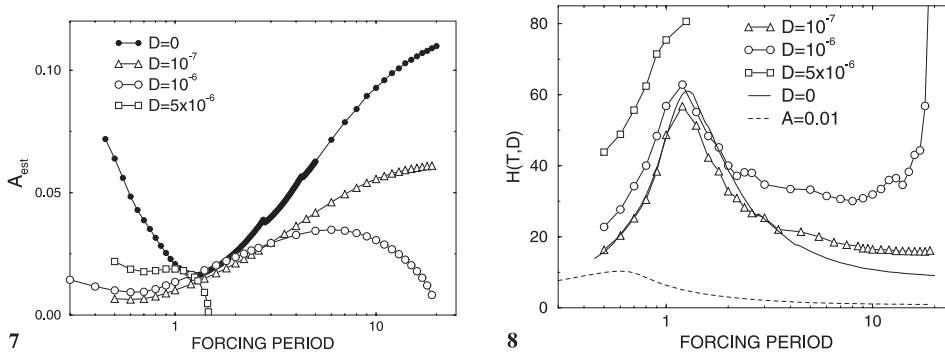 0.10
0.05
0.00
A_est
D=0
D=10^-7
D=10^-6
D=5x10^-6
1
10
FORCING PERIOD
7
80
60
40
20
0
H(T,D)
D=10^-7
D=10^-6
D=5x10^-6
D=0
A=0.01
1
10
FORCING PERIOD
8